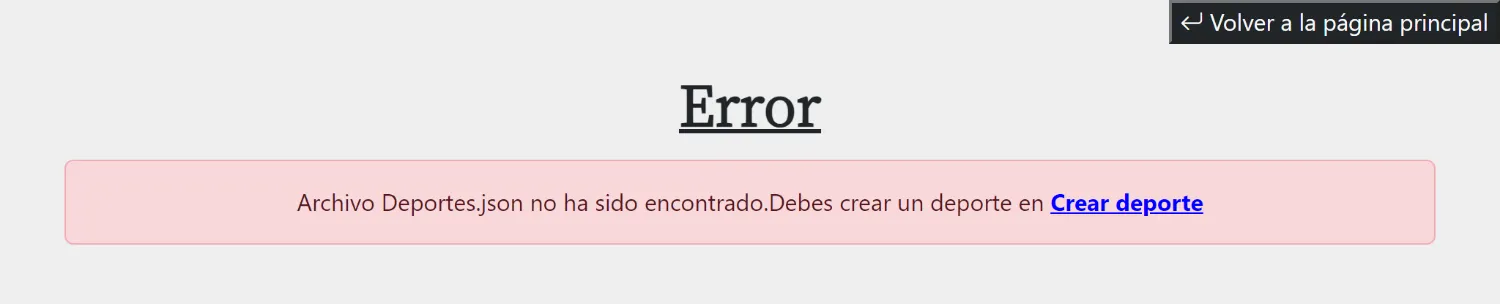 Volver a la página principal
Error
Archivo Deportes.json no ha sido encontrado.Debes crear un deporte en Crear deporte